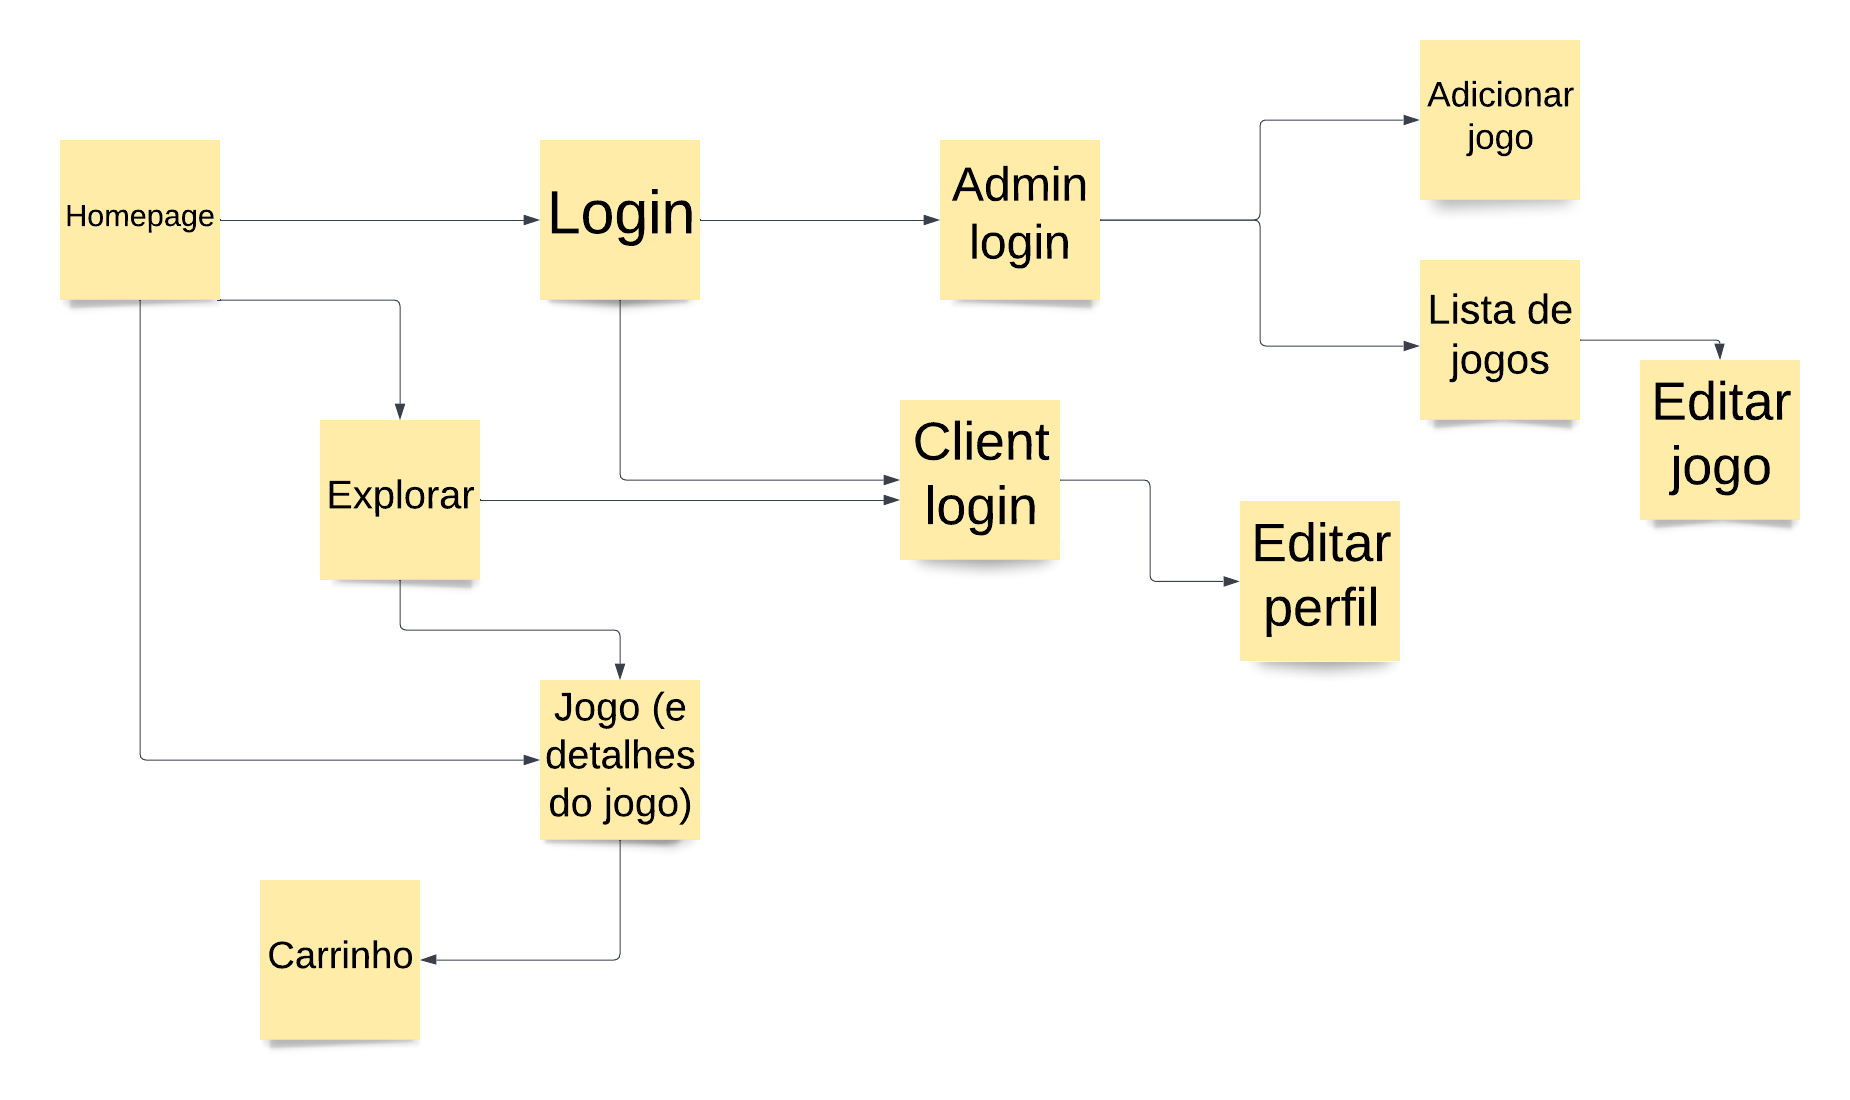 Homepage
Login
Admin
login
Adicionar
jogo
Lista de
jogos
Editar
jogo
Explorar
Client
login
Editar
perfil
Jogo (e
detalhes
do jogo)
Carrinho